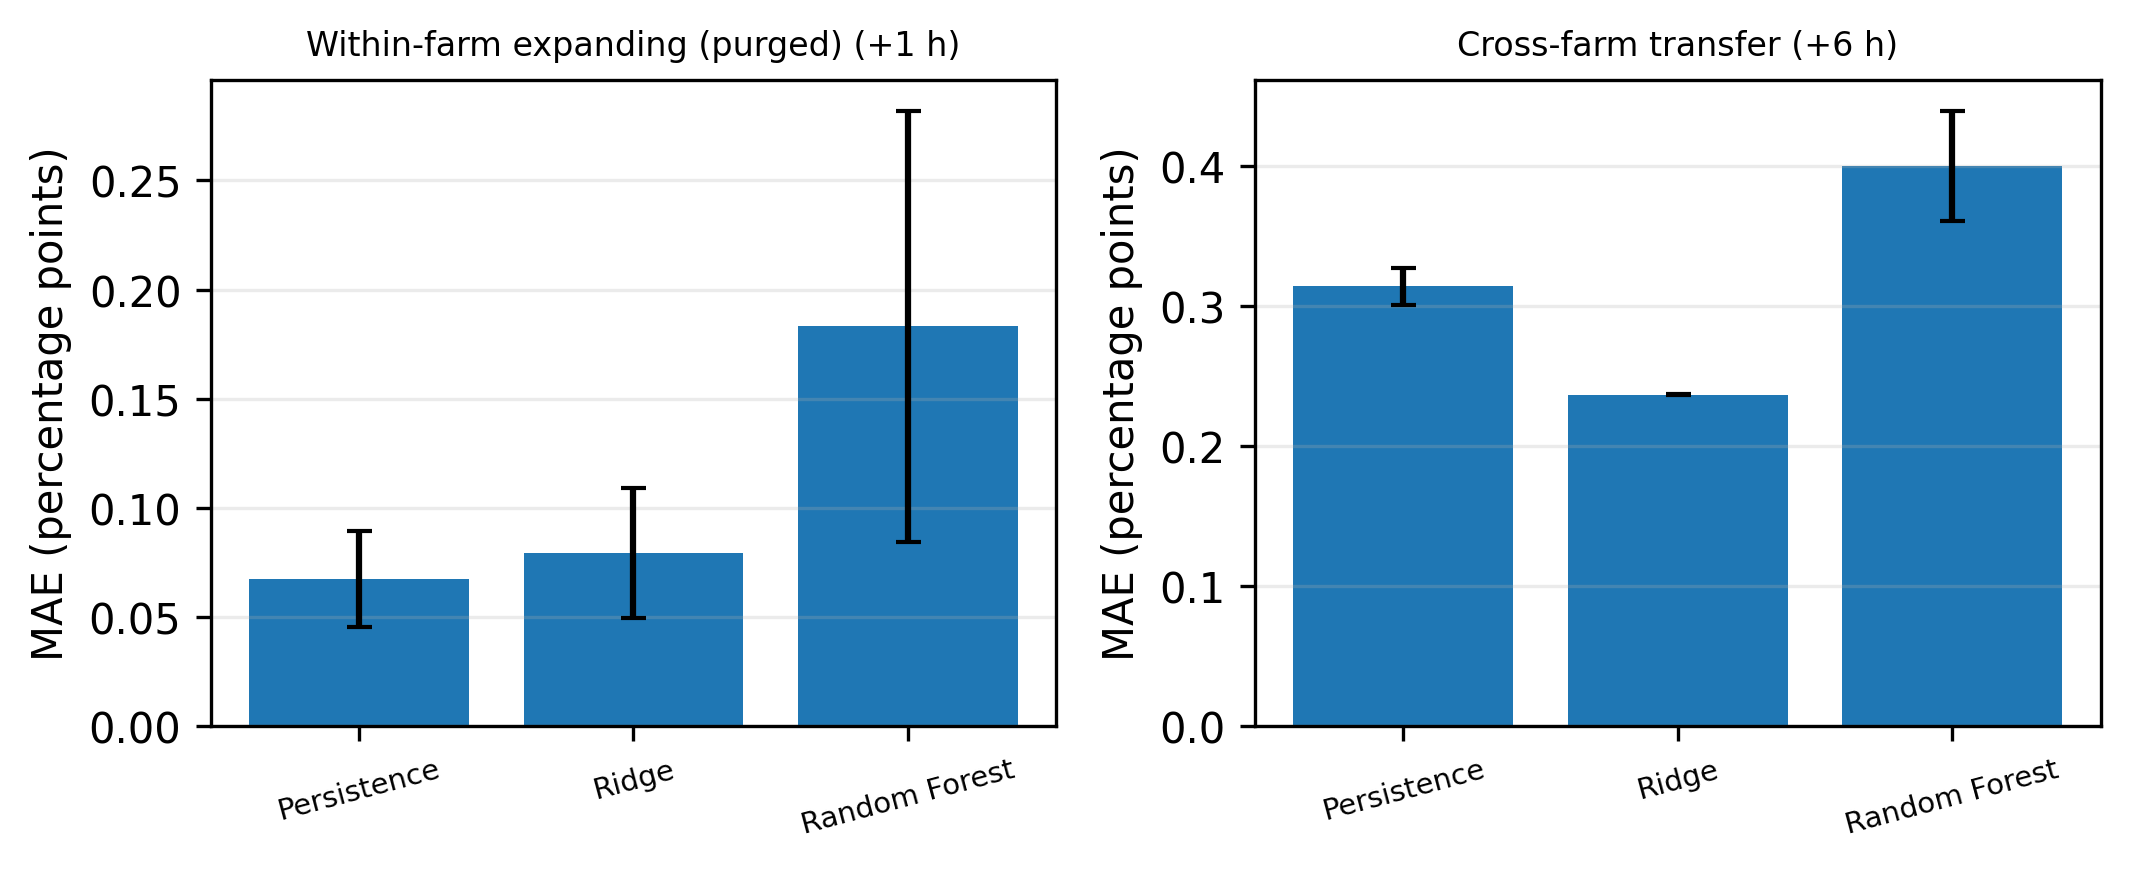 Within-farm expanding (purged) (+1 h)
MAE (percentage points)
0.25
0.20
0.15
0.10
0.05
0.00
Persistence
Ridge
Random Forest
Cross-farm transfer (+6 h)
MAE (percentage points)
0.4
0.3
0.2
0.1
0.0
Persistence
Ridge
Random Forest